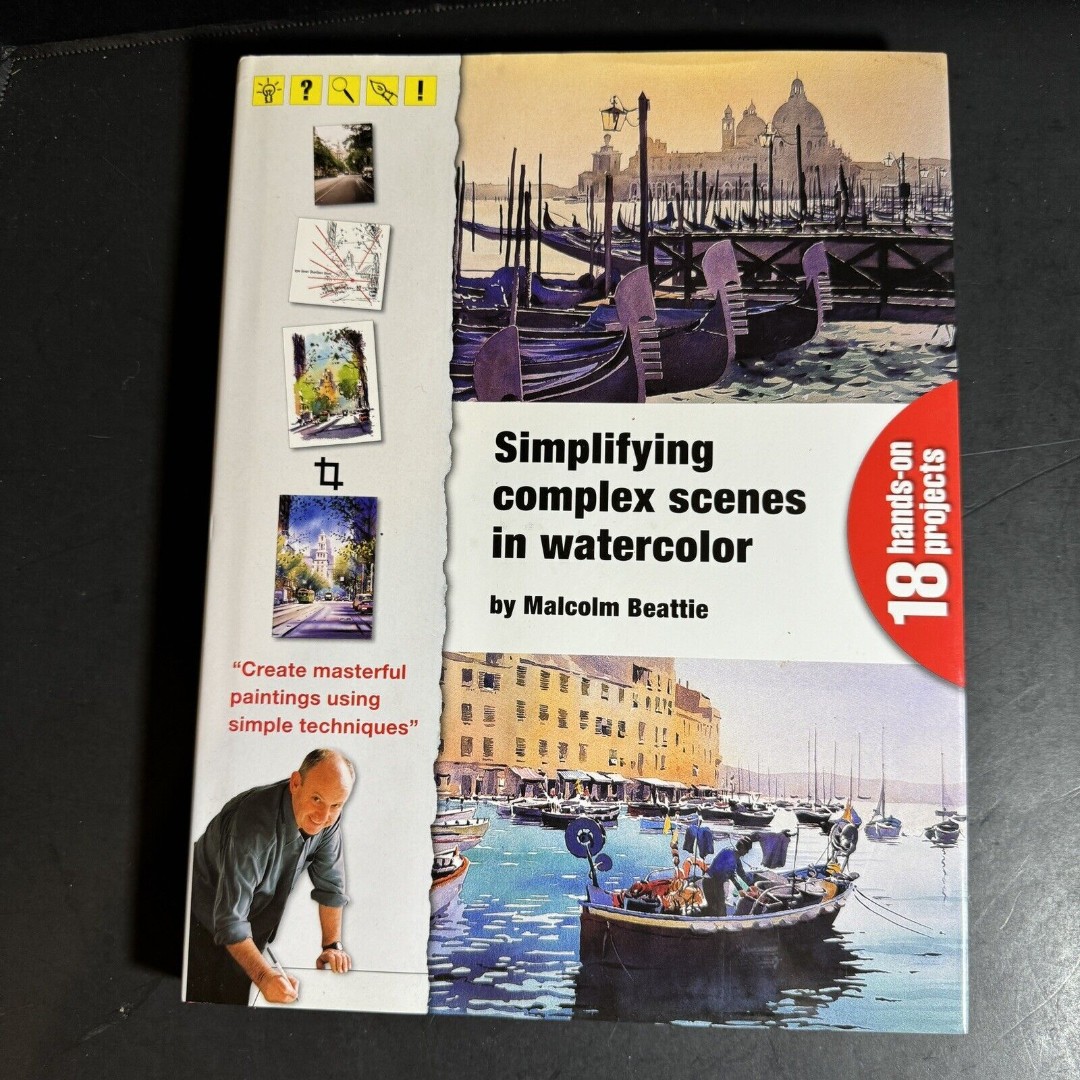 ?
!
Simplifying
complex scenes
in watercolor
by Malcolm Beattie
18 hands-on
projects
“Create masterful
paintings using
simple techniques”